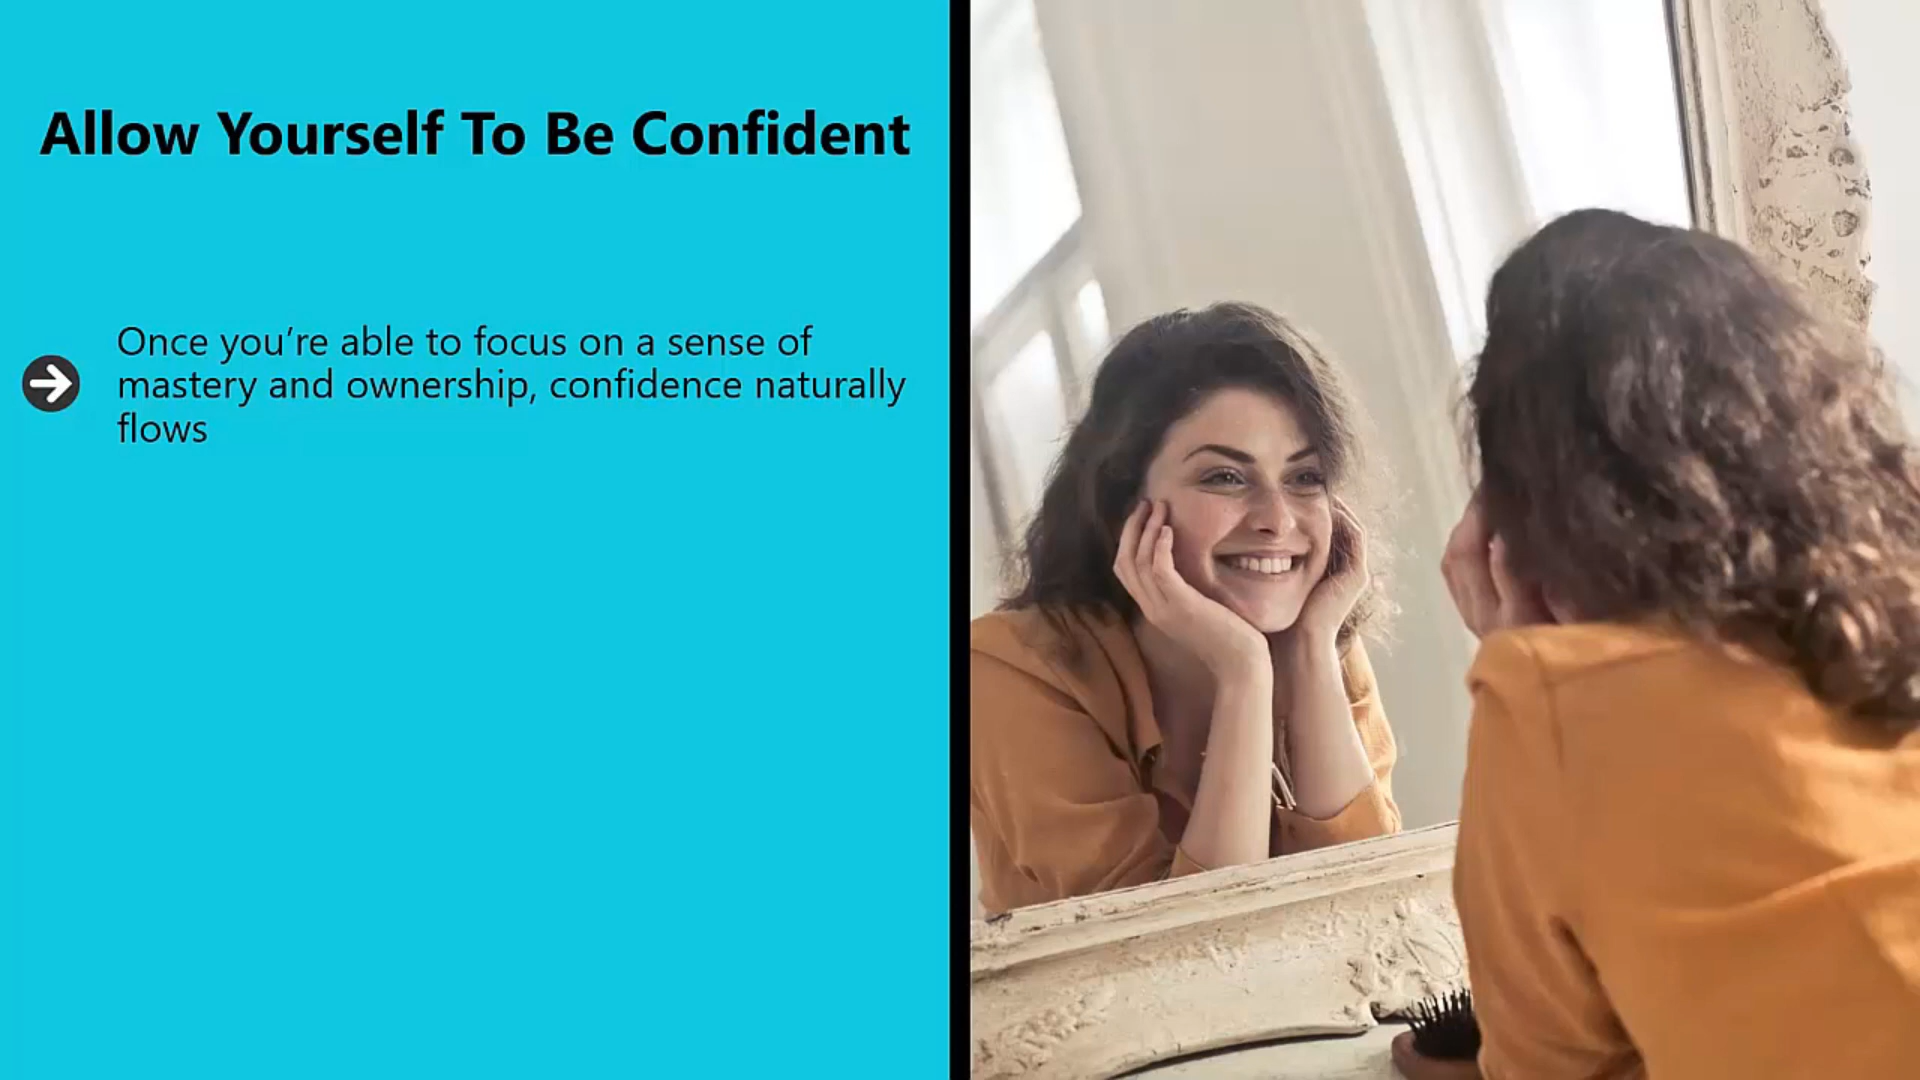 Allow Yourself To Be Confident
Once you’re able to focus on a sense of
mastery and ownership, confidence naturally
flows